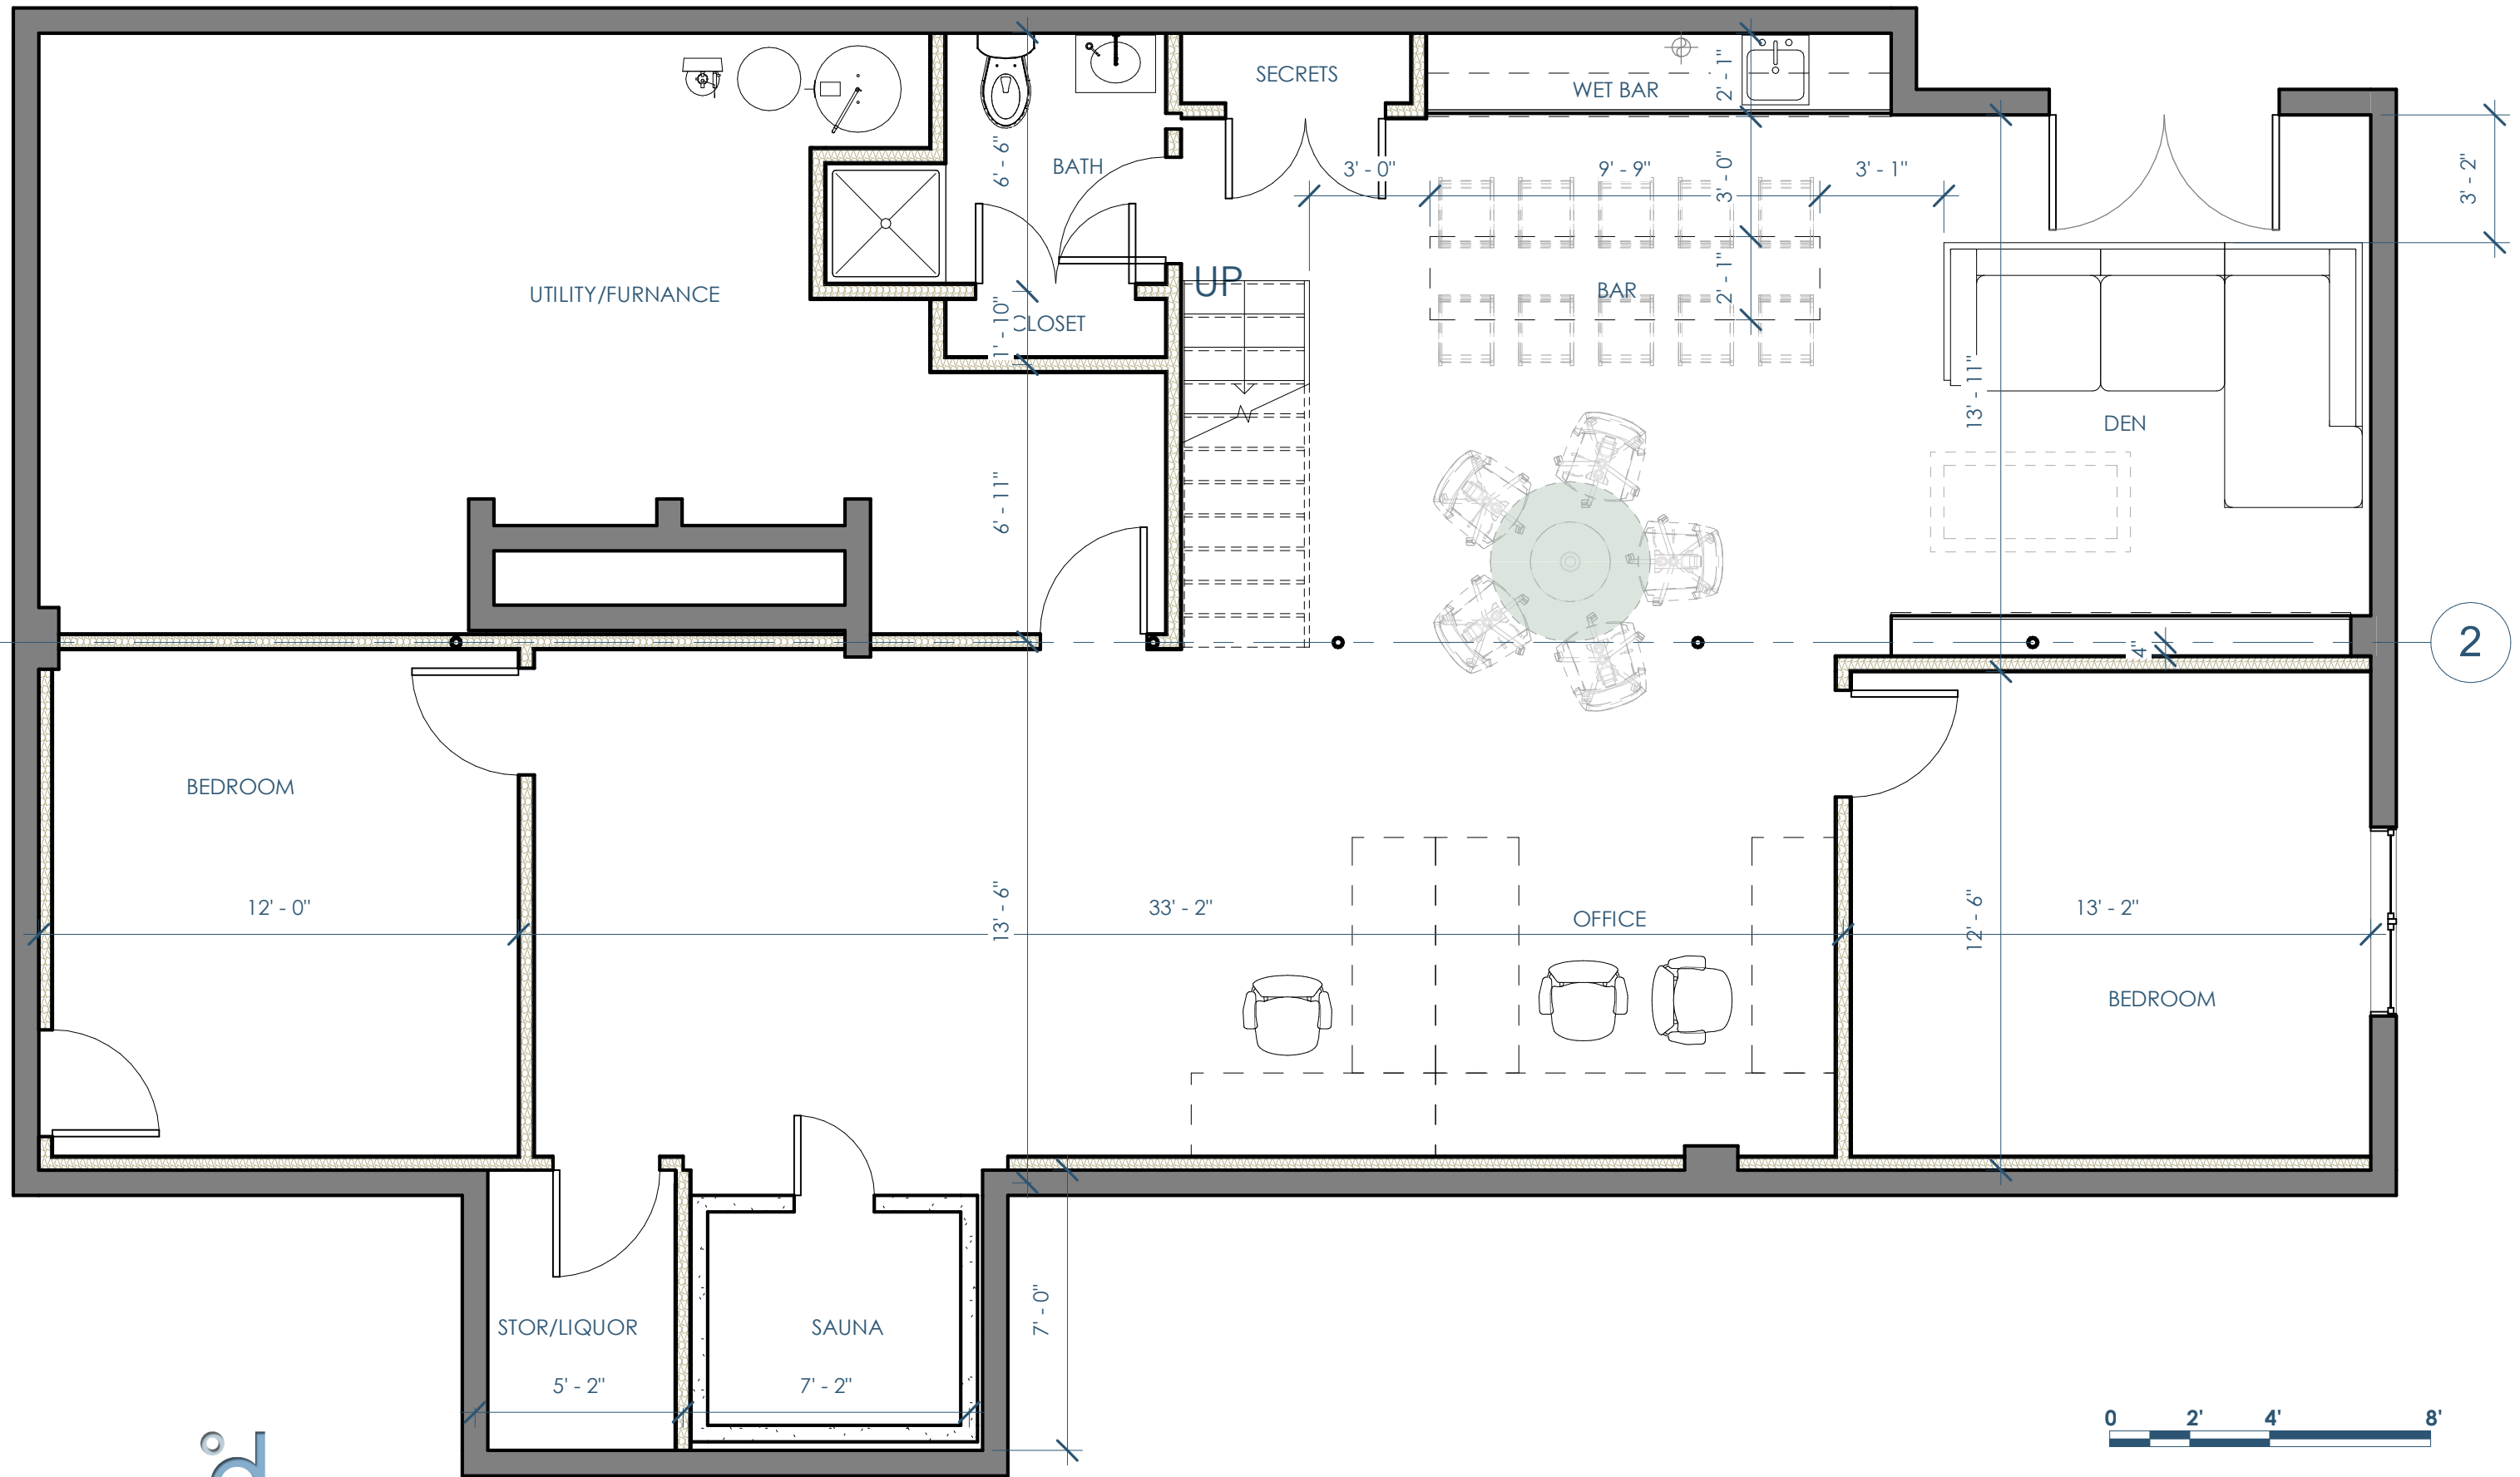 SECRETS
WET BAR
2' - 1"
6' - 6"
BATH
3' - 0"
9' - 9"
3' - 0"
3' - 1"
3' - 2"
UP
UTILITY/FURNANCE
BAR
2' - 1"
1' - 10"
CLOSET
13' - 11"
DEN
6' - 11"
4"
2
BEDROOM
12' - 0"
13' - 6"
33' - 2"
OFFICE
12' - 6"
13' - 2"
BEDROOM
STOR/LIQUOR
SAUNA
7' - 0"
5' - 2"
7' - 2"
0 2' 4' 8'